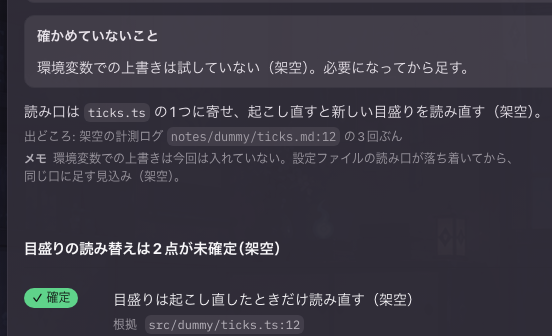 確かめていないこと
環境変数での上書きは試していない（架空）。必要になってから足す。
読み口は ticks.ts の1つに寄せ、起こし直すと新しい目盛りを読み直す（架空）。
出どころ: 架空の計測ログ notes/dummy/ticks.md:12 の3回ぶん
メモ 環境変数での上書きは今回は入れていない。設定ファイルの読み口が落ち着いてから、
同じ口に足す見込み（架空）。
目盛りの読み替えは２点が未確定（架空）
✓ 確定 目盛りは起こし直したときだけ読み直す（架空）
根拠 src/dummy/ticks.ts:12